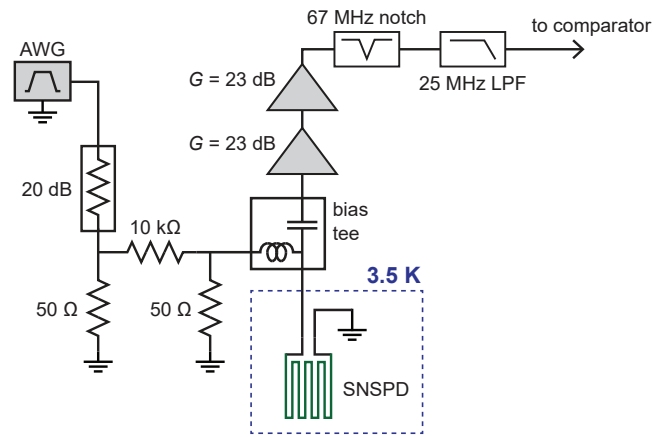 67 MHz notch
to comparator
AWG
G = 23 dB
25 MHz LPF
G = 23 dB
20 dB
10 kΩ
bias
tee
3.5 K
50 Ω
50 Ω
SNSPD